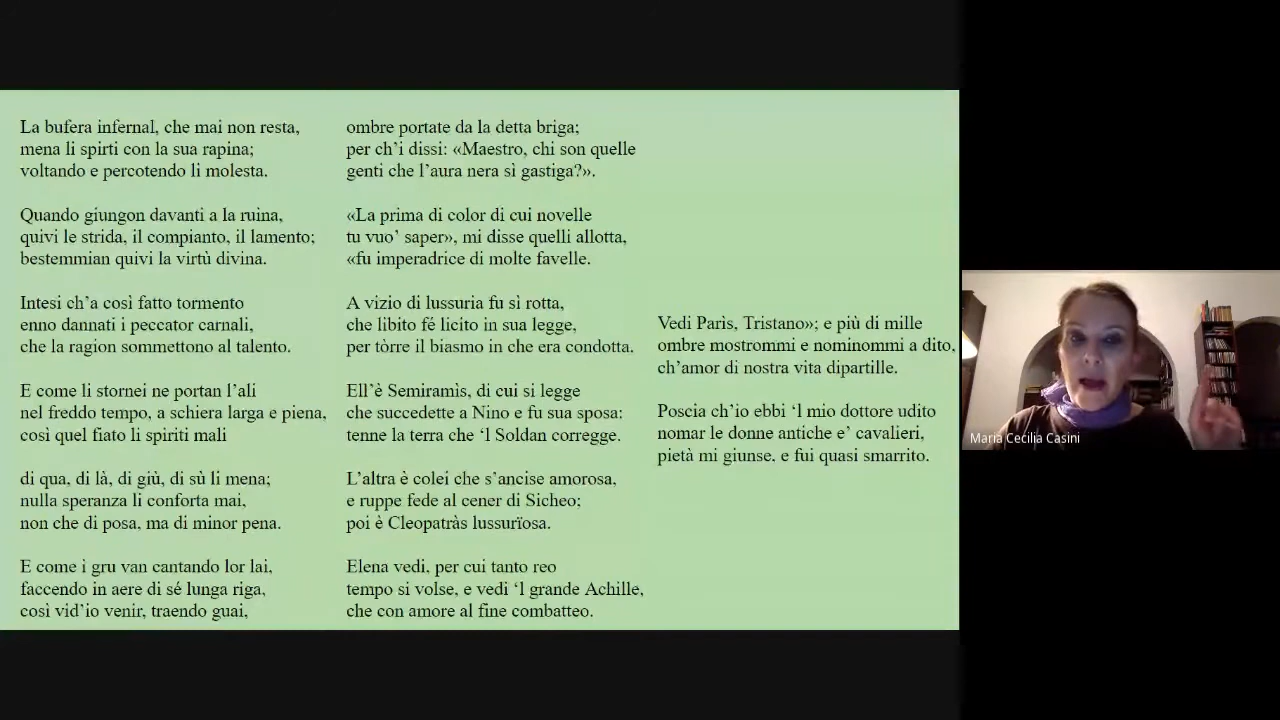 La bufera infernal, che mai non resta,
mena li spirti con la sua rapina;
voltando e percotendo li molesta.
Quando giungon davanti a la ruina,
quivi le strida, il compianto, il lamento;
bestemmian quivi la virtù divina.
Intesi ch’a così fatto tormento
enno dannati i peccator carnali,
che la ragion sommettono al talento.
E come li stornei ne portan l’ali
nel freddo tempo, a schiera larga e piena,
così quel fiato li spiriti mali
di qua, di là, di giù, di sù li mena;
nulla speranza li conforta mai,
non che di posa, ma di minor pena.
E come i gru van cantando lor lai,
faccendo in aere di sé lunga riga,
così vid’io venir, traendo guai,
ombre portate da la detta briga;
per ch’i dissi: «Maestro, chi son quelle
genti che l’aura nera sì gastiga?».
«La prima di color di cui novelle
tu vuo’ saper», mi disse quelli allotta,
«fu imperadrice di molte favelle.
A vizio di lussuria fu sì rotta,
che libito fé licito in sua legge,
per tòrre il biasmo in che era condotta.
Ell’è Semiramìs, di cui si legge
che succedette a Nino e fu sua sposa:
tenne la terra che ‘l Soldan corregge.
L’altra è colei che s’ancise amorosa,
e ruppe fede al cener di Sicheo;
poi è Cleopatràs lussurïosa.
Elena vedi, per cui tanto reo
tempo si volse, e vedi ‘l grande Achille,
che con amore al fine combatteo.
Vedi Parìs, Tristano»; e più di mille
ombre mostrommi e nominommi a dito,
ch’amor di nostra vita dipartille.
Poscia ch’io ebbi ‘l mio dottore udito
nomar le donne antiche e’ cavalieri,
pietà mi giunse, e fui quasi smarrito.
Maria Cecilia Casini